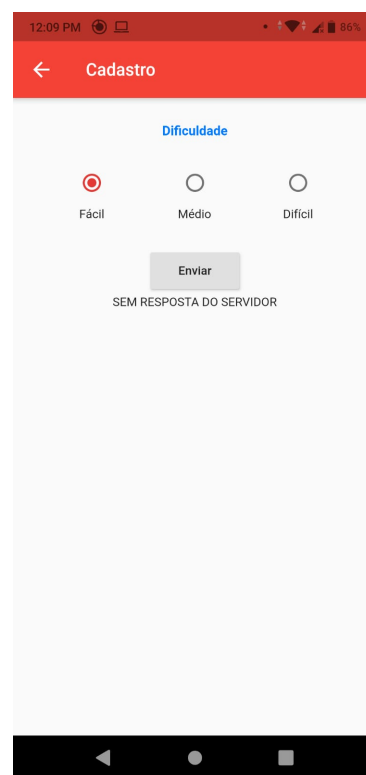 12:09 PM 86%
Cadastro
Dificuldade
Fácil Médio Difícil
Enviar
SEM RESPOSTA DO SERVIDOR